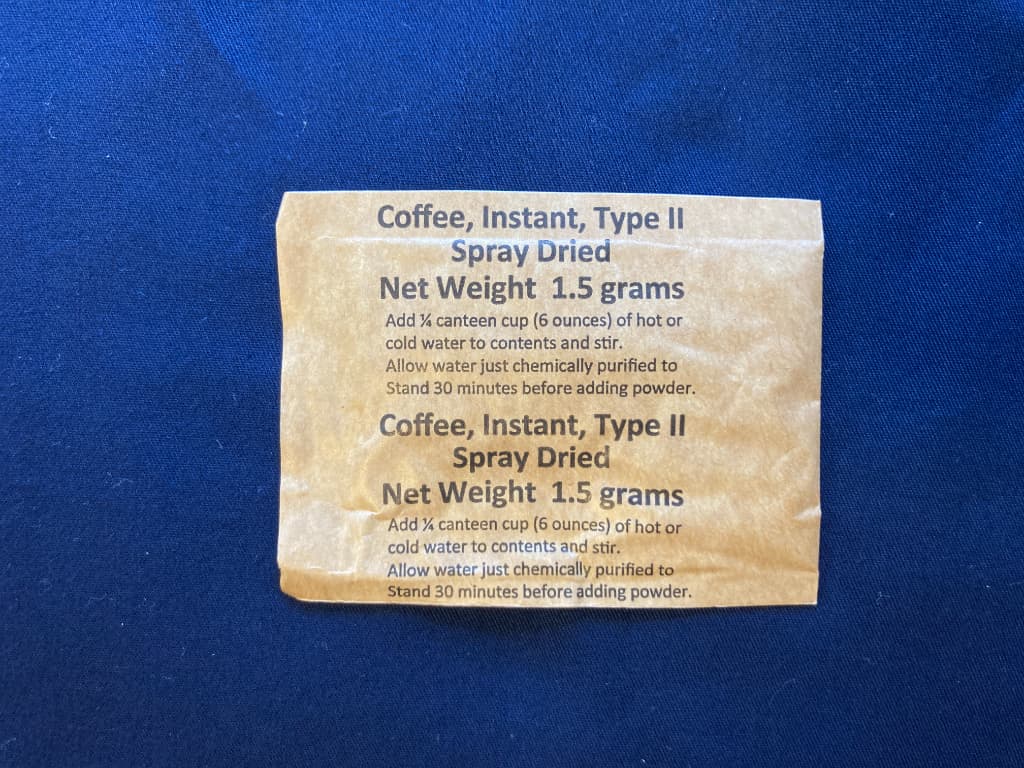 Coffee, Instant, Type II
Spray Dried
Net Weight 1.5 grams
Add ¼ canteen cup (6 ounces) of hot or
cold water to contents and stir.
Allow water just chemically purified to
Stand 30 minutes before adding powder.
Coffee, Instant, Type II
Spray Dried
Net Weight 1.5 grams
Add ¼ canteen cup (6 ounces) of hot or
cold water to contents and stir.
Allow water just chemically purified to
Stand 30 minutes before adding powder.